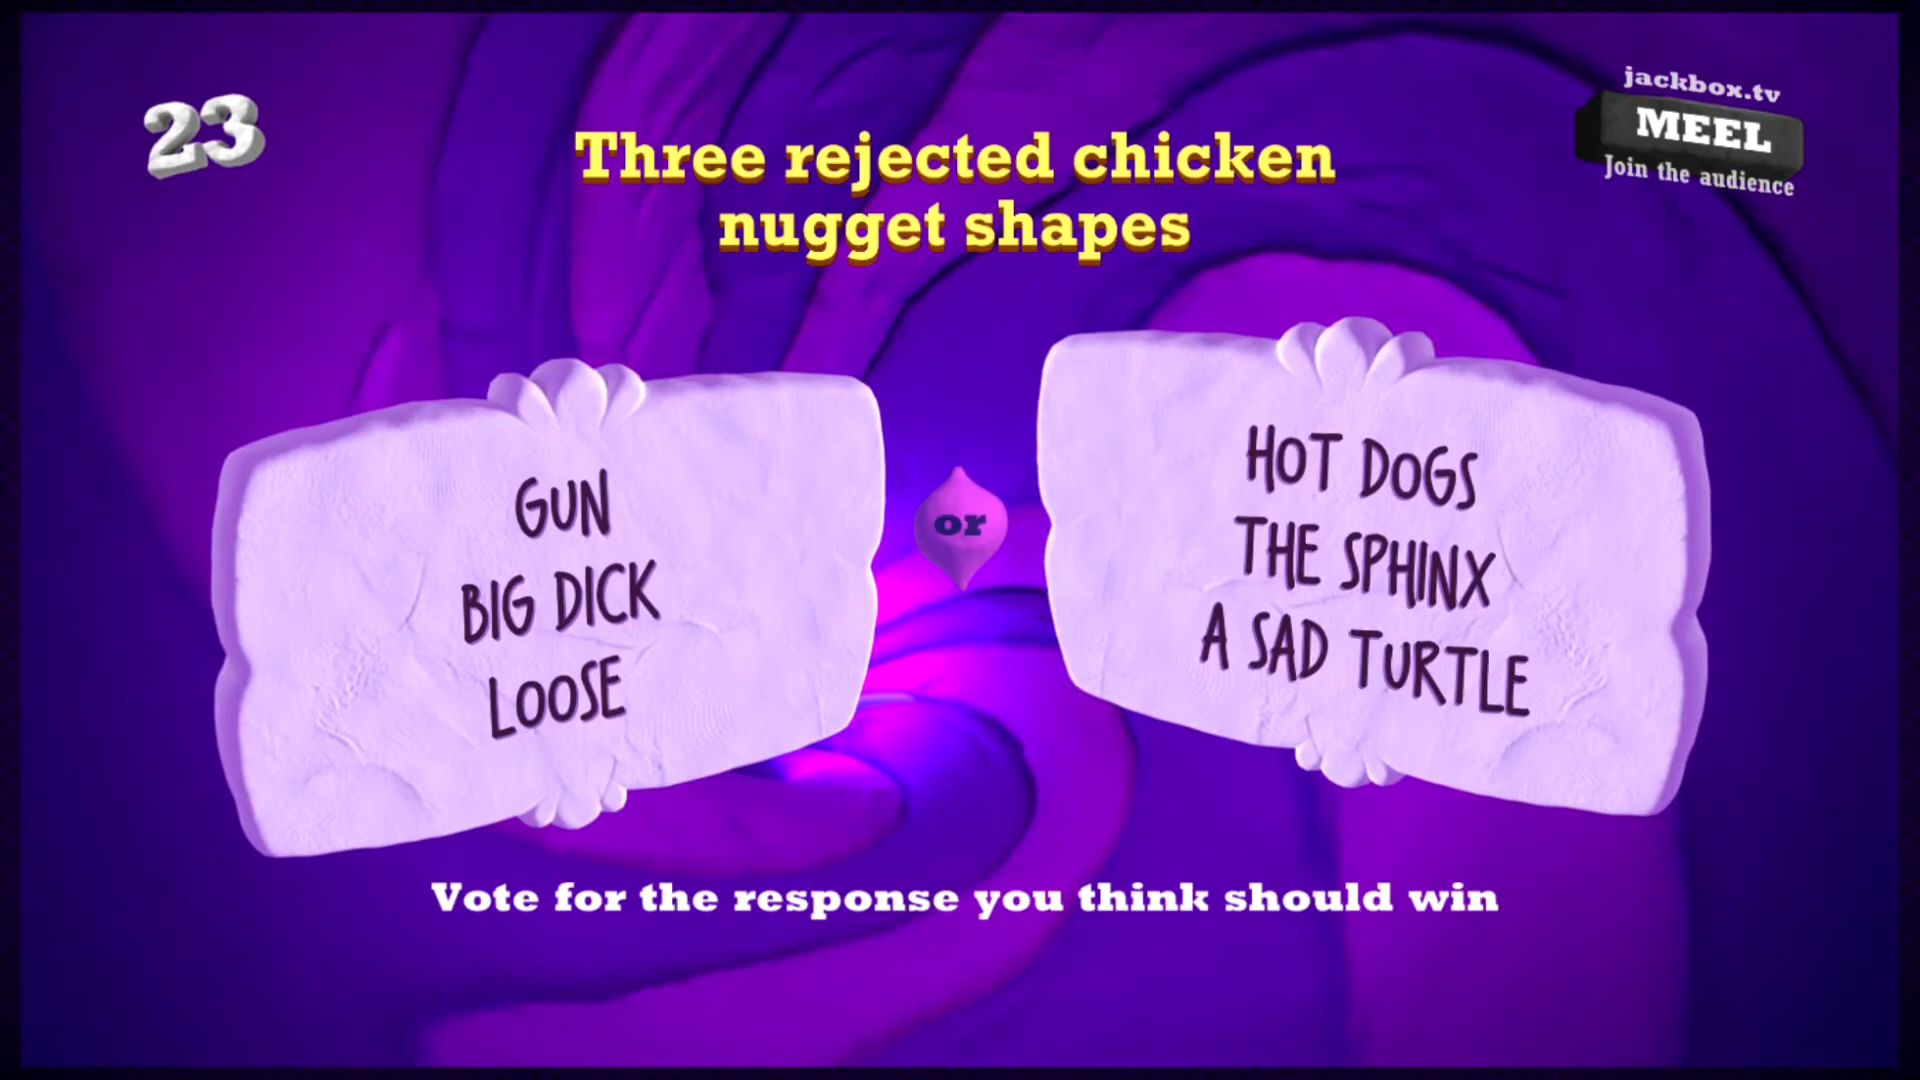 23
jackbox.tv
MEEL
Join the audience
Three rejected chicken
nugget shapes
GUN
BIG DICK
LOOSE
or
HOT DOGS
THE SPHINX
A SAD TURTLE
Vote for the response you think should win